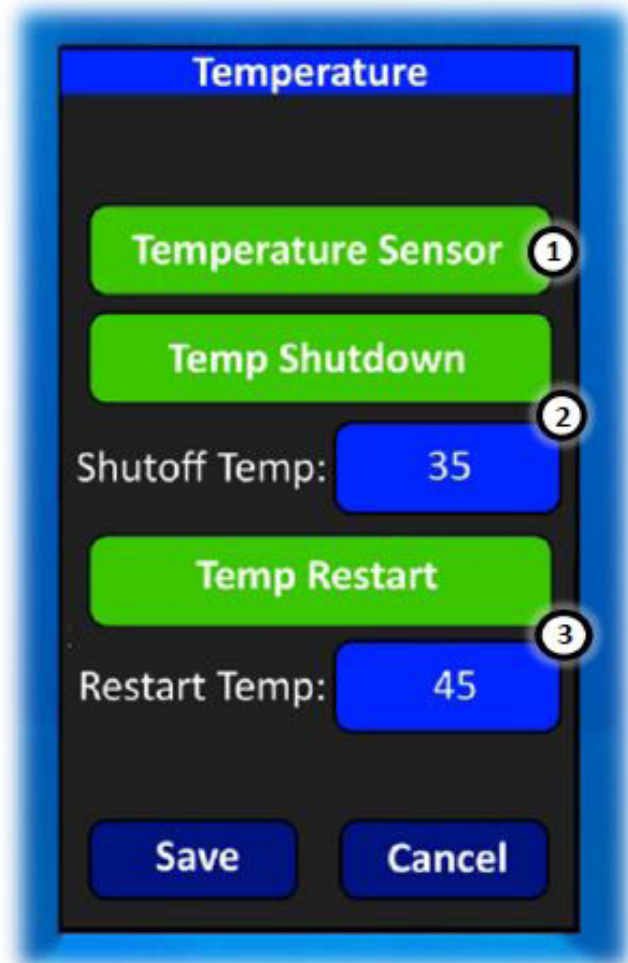 Temperature
Temperature Sensor 1
Temp Shutdown
2
Shutoff Temp: 35
Temp Restart
3
Restart Temp: 45
Save Cancel